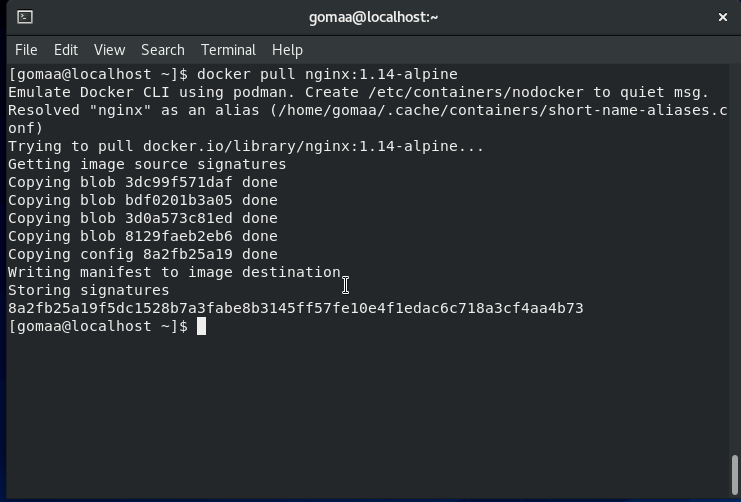 gomaa@localhost:~
File Edit View Search Terminal Help
[gomaa@localhost ~]$ docker pull nginx:1.14-alpine
Emulate Docker CLI using podman. Create /etc/containers/nodocker to quiet msg.
Resolved "nginx" as an alias (/home/gomaa/.cache/containers/short-name-aliases.c
onf)
Trying to pull docker.io/library/nginx:1.14-alpine...
Getting image source signatures
Copying blob 3dc99f571daf done
Copying blob bdf0201b3a05 done
Copying blob 3d0a573c81ed done
Copying blob 8129faeb2eb6 done
Copying config 8a2fb25a19 done
Writing manifest to image destination
Storing signatures
8a2fb25a19f5dc1528b7a3fabe8b3145ff57fe10e4f1edac6c718a3cf4aa4b73
[gomaa@localhost ~]$